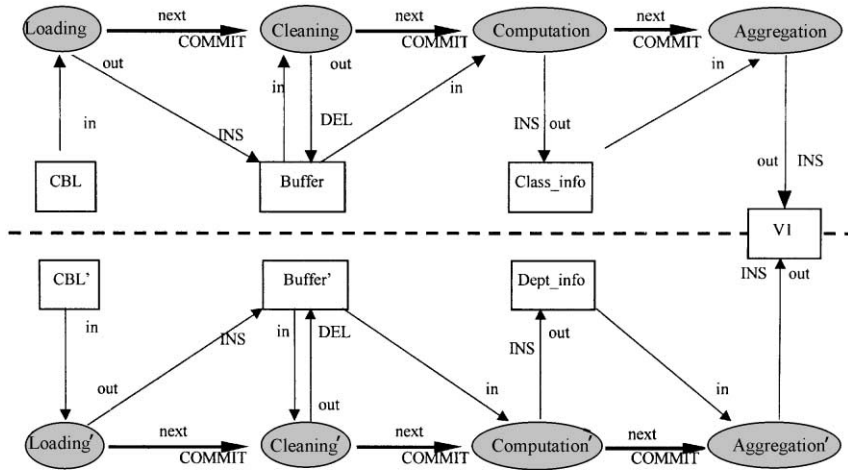 Loading
next
COMMIT
Cleaning
next
COMMIT
Computation
next
COMMIT
Aggregation
out
out
in
in
in
in
DEL
INS
INS out
out INS
CBL
Buffer
Class_info
V1
CBL'
Buffer'
Dept_info
INS out
in
in
DEL
INS
INS
out
out
out
in
in
Loading'
next
COMMIT
Cleaning'
next
COMMIT
Computation'
next
COMMIT
Aggregation'